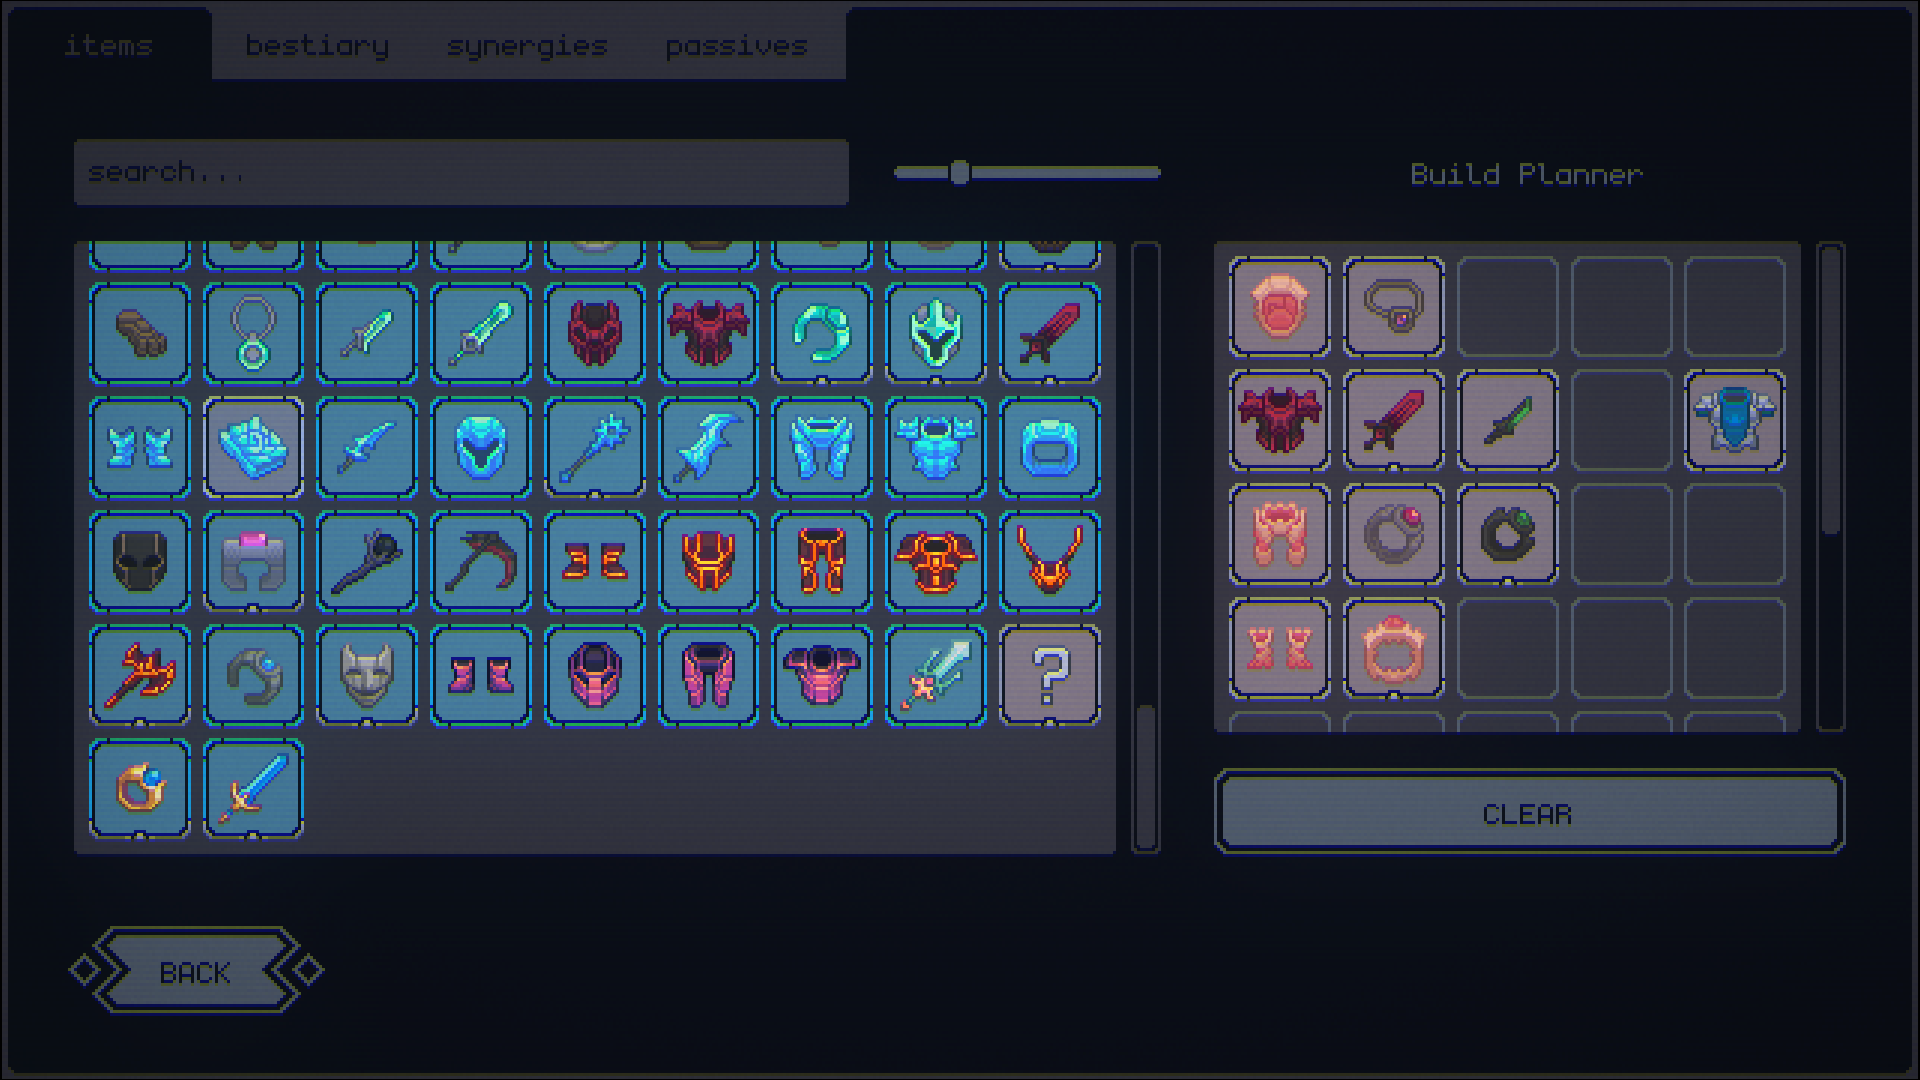 items bestiary synergies passives
search...
Build Planner
?
CLEAR
BACK